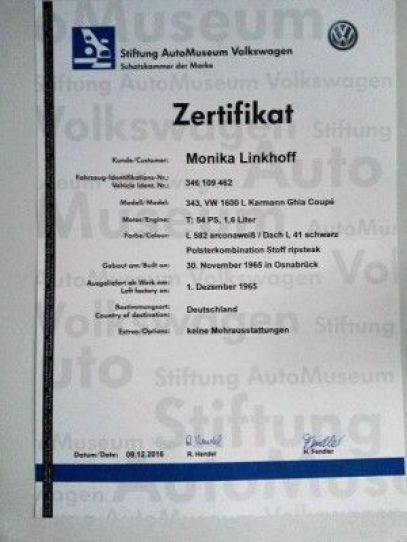 Stiftung AutoMuseum Volkswagen
Schatzkammer der Marke
Zertifikat
Kunde/Customer: Monika Linkhoff
Fahrzeug-Identifikations-Nr.:
Vehicle Ident. Nr.: 346 109 462
Modell/Model: 343, VW 1600 L Karmann Ghia Coupé
Motor/Engine: T: 54 PS, 1,6 Liter
Farbe/Colour: L 582 arconaweiß / Dach L 41 schwarz
Polsterkombination Stoff ripsteak
Gebaut am/Built on: 30. November 1965 in Osnabrück
Ausgeliefert ab Werk am:
Left factory on: 1. Dezember 1965
Bestimmungsort:
Country of destination: Deutschland
Extras/Options: keine Mehrausstattungen
Datum/Date: 09.12.2016
R. Hendel
H. Fendler